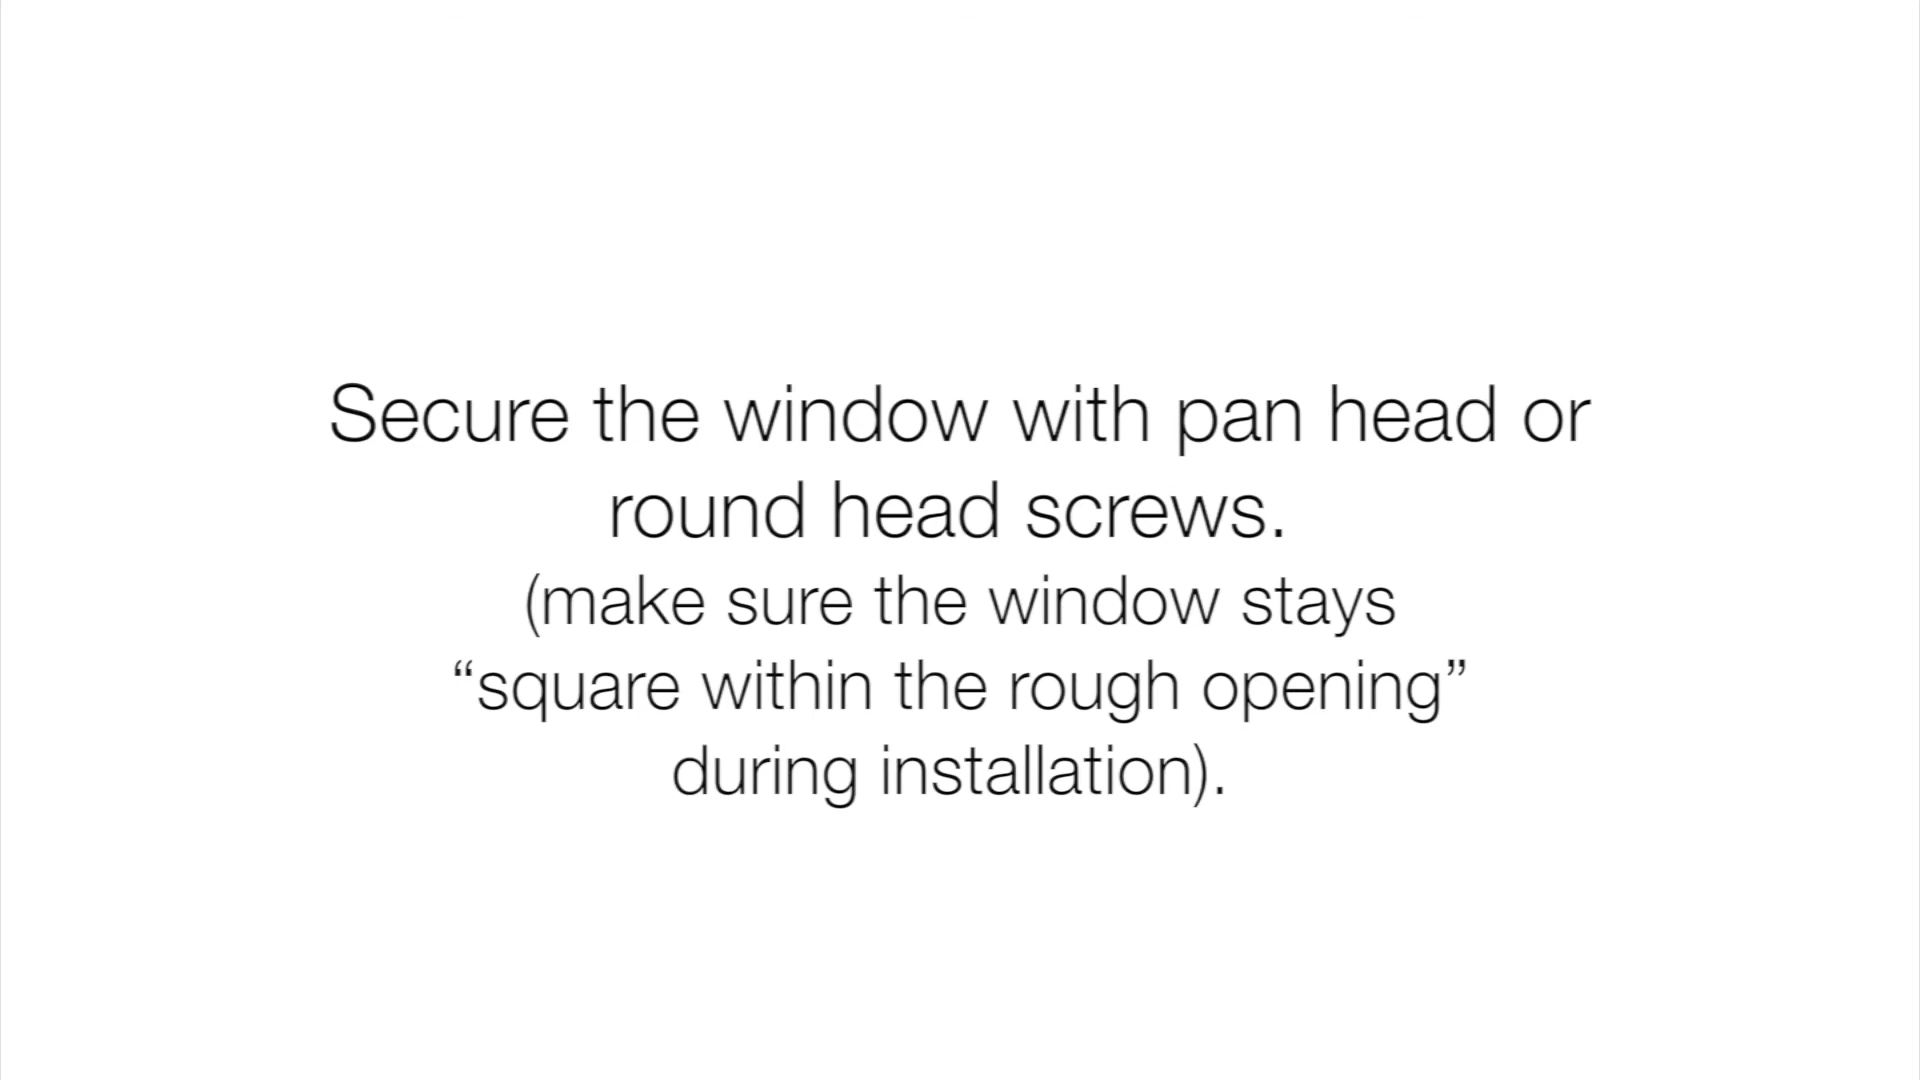 Secure the window with pan head or
round head screws.
(make sure the window stays
“square within the rough opening”
during installation).